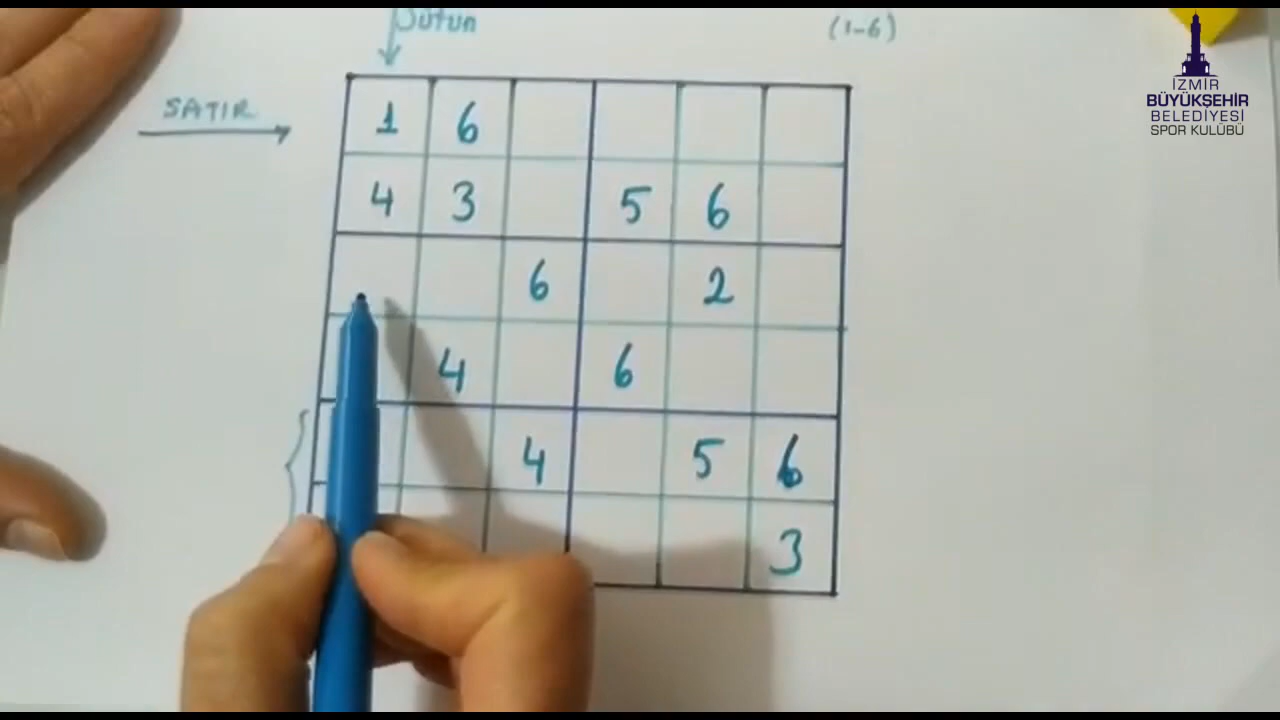 Sütun
(1-6)
SATIR
1 6
4 3 5 6
6 2
4 6
4 5 6
3
İZMİR
BÜYÜKŞEHİR
BELEDİYESİ
SPOR KULÜBÜ